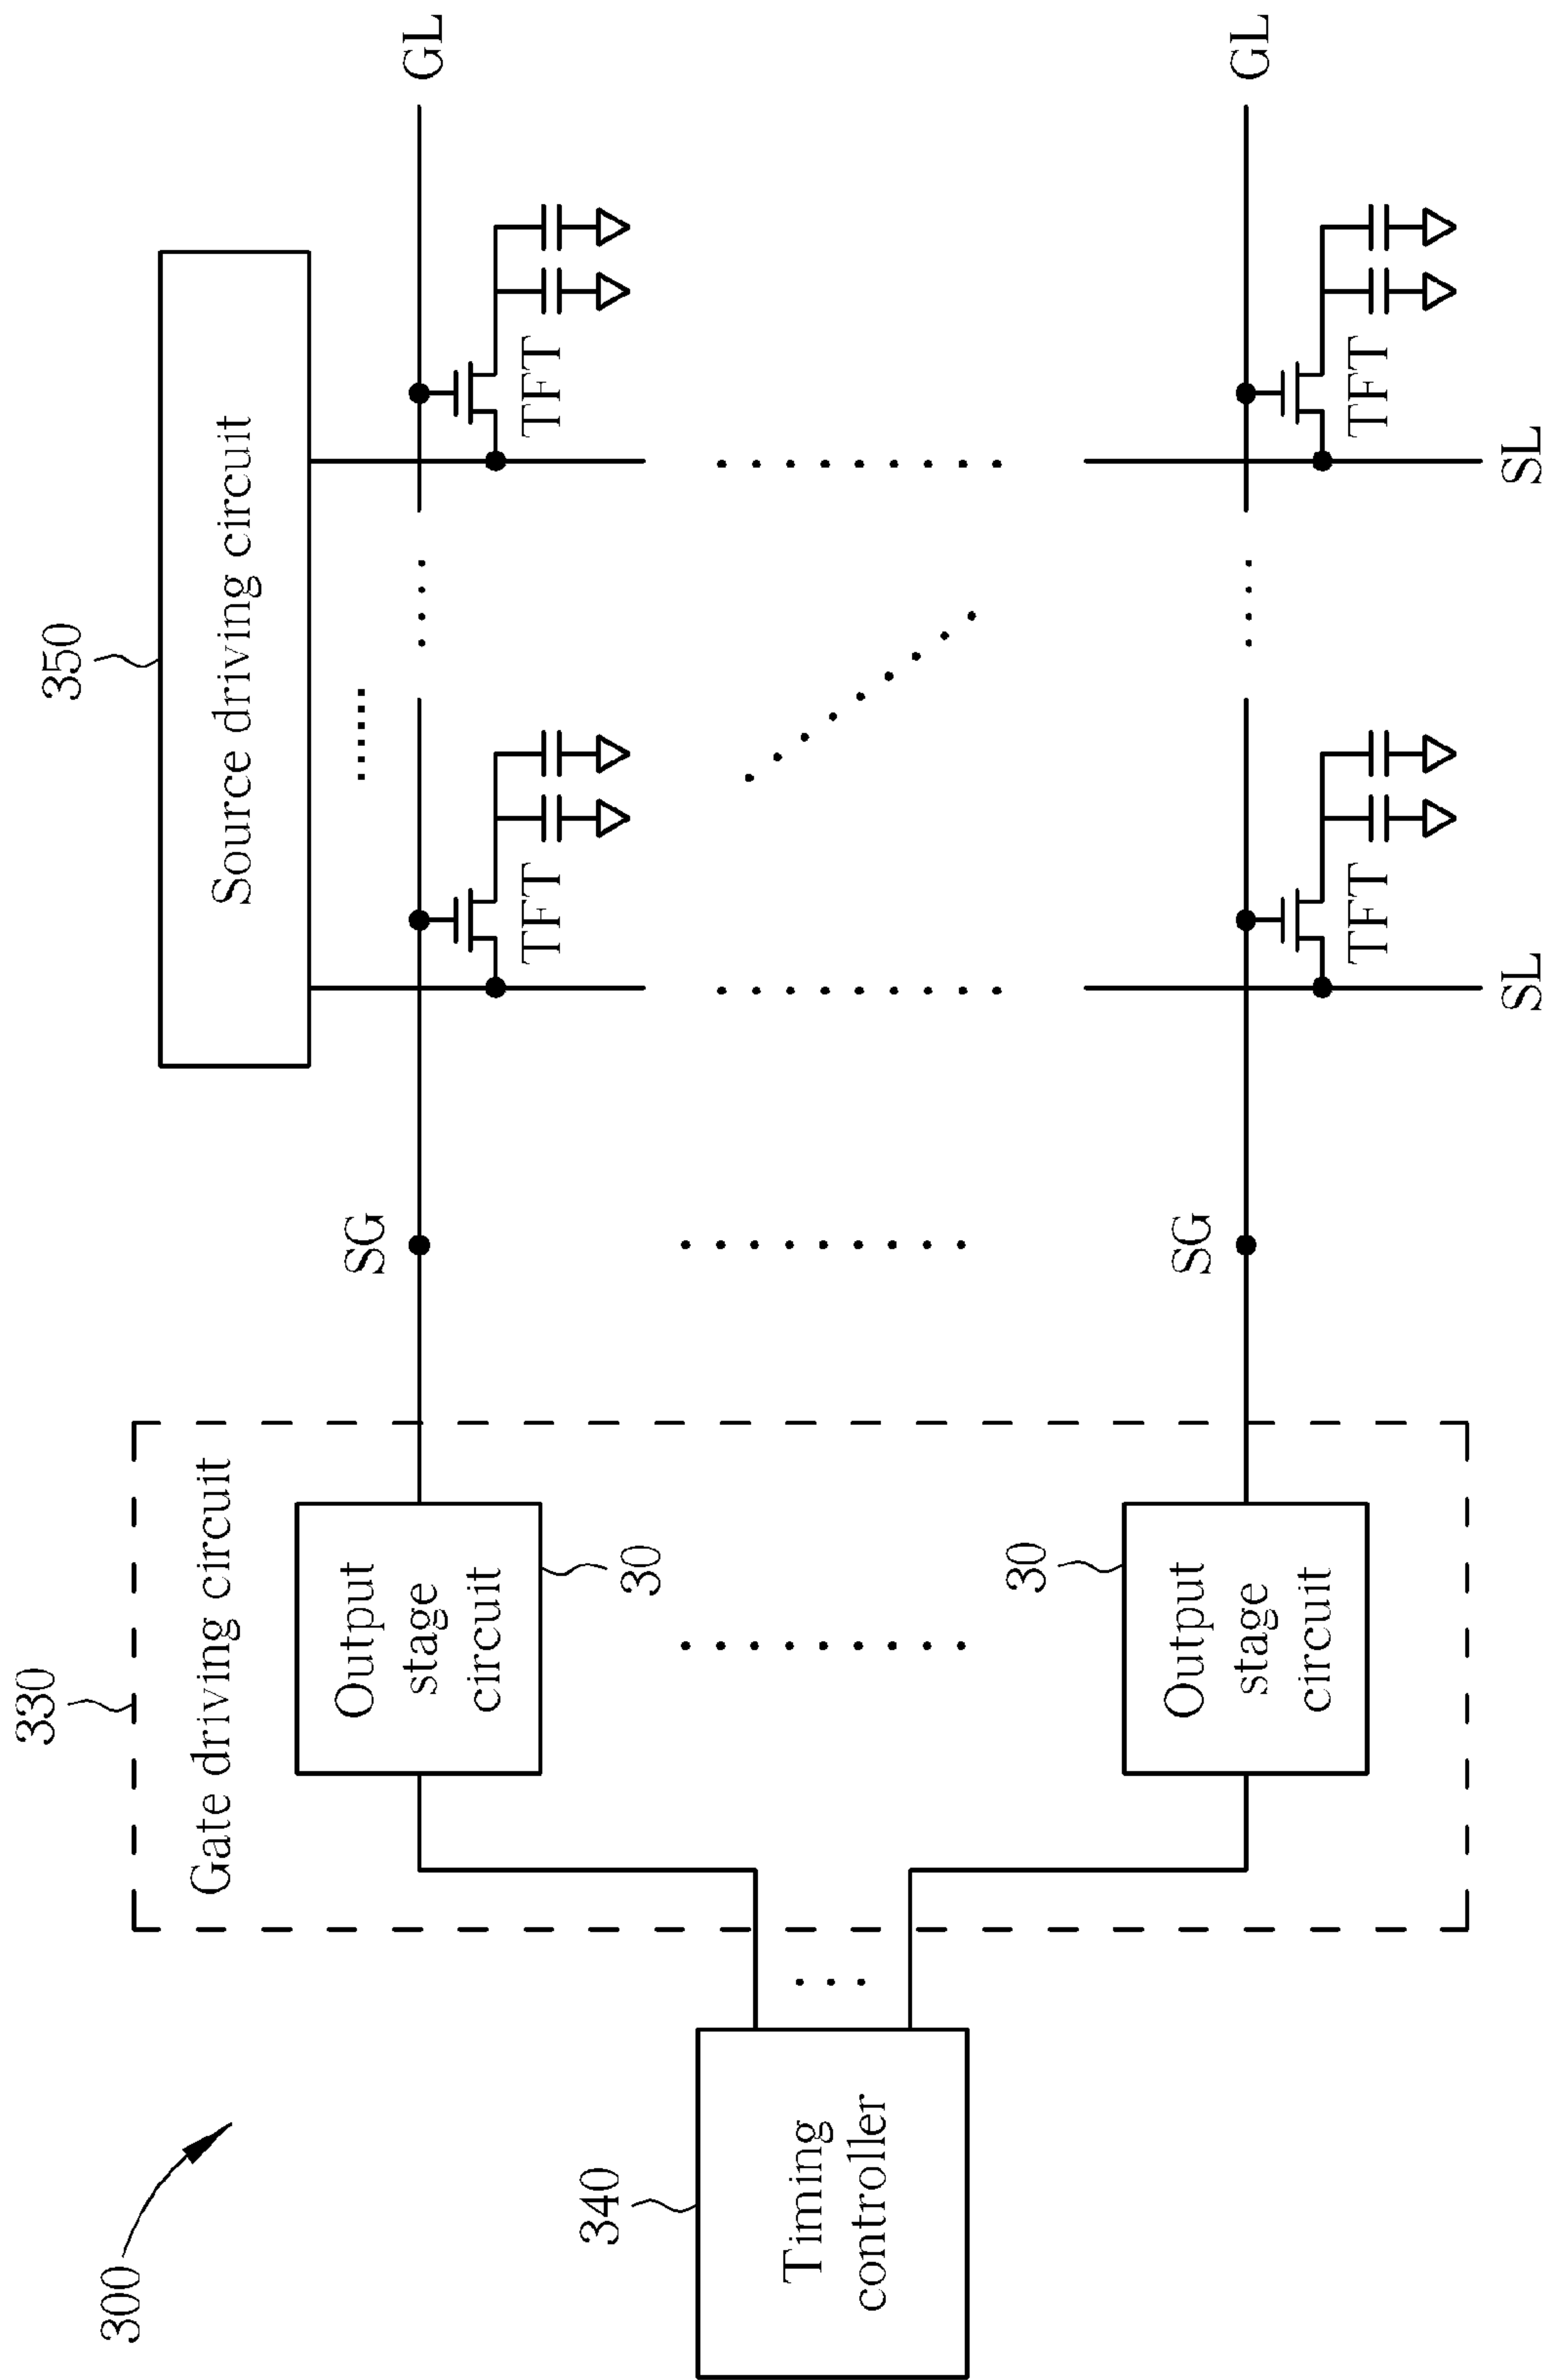 300
330
350
Source driving circuit
Gate driving circuit
SG
GL
Output
stage
circuit
30
TFT
TFT
340
Timing
controller
30
SG
GL
Output
stage
circuit
TFT
TFT
SL
SL